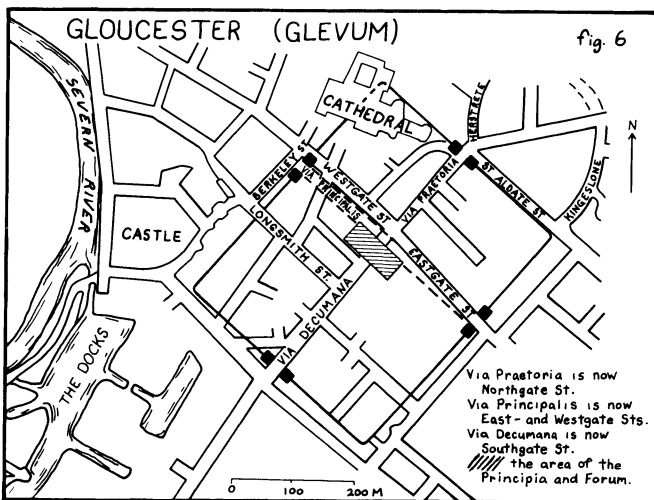 GLOUCESTER (GLEVUM)
fig. 6
SEVERN RIVER
CATHEDRAL
HERSTRETE
N
BERKELEY ST
WESTGATE ST
VIA PRINCIPALIS
VIA PRAETORIA
ST ALDATE ST
KINGESLONE
CASTLE
LONGSMITH ST.
EASTGATE ST
VIA DECUMANA
THE DOCKS
Via Praetoria is now
Northgate St.
Via Principalis is now
East- and Westgate Sts.
Via Decumana is now
Southgate St.
the area of the
Principia and Forum.
0 100 200 M